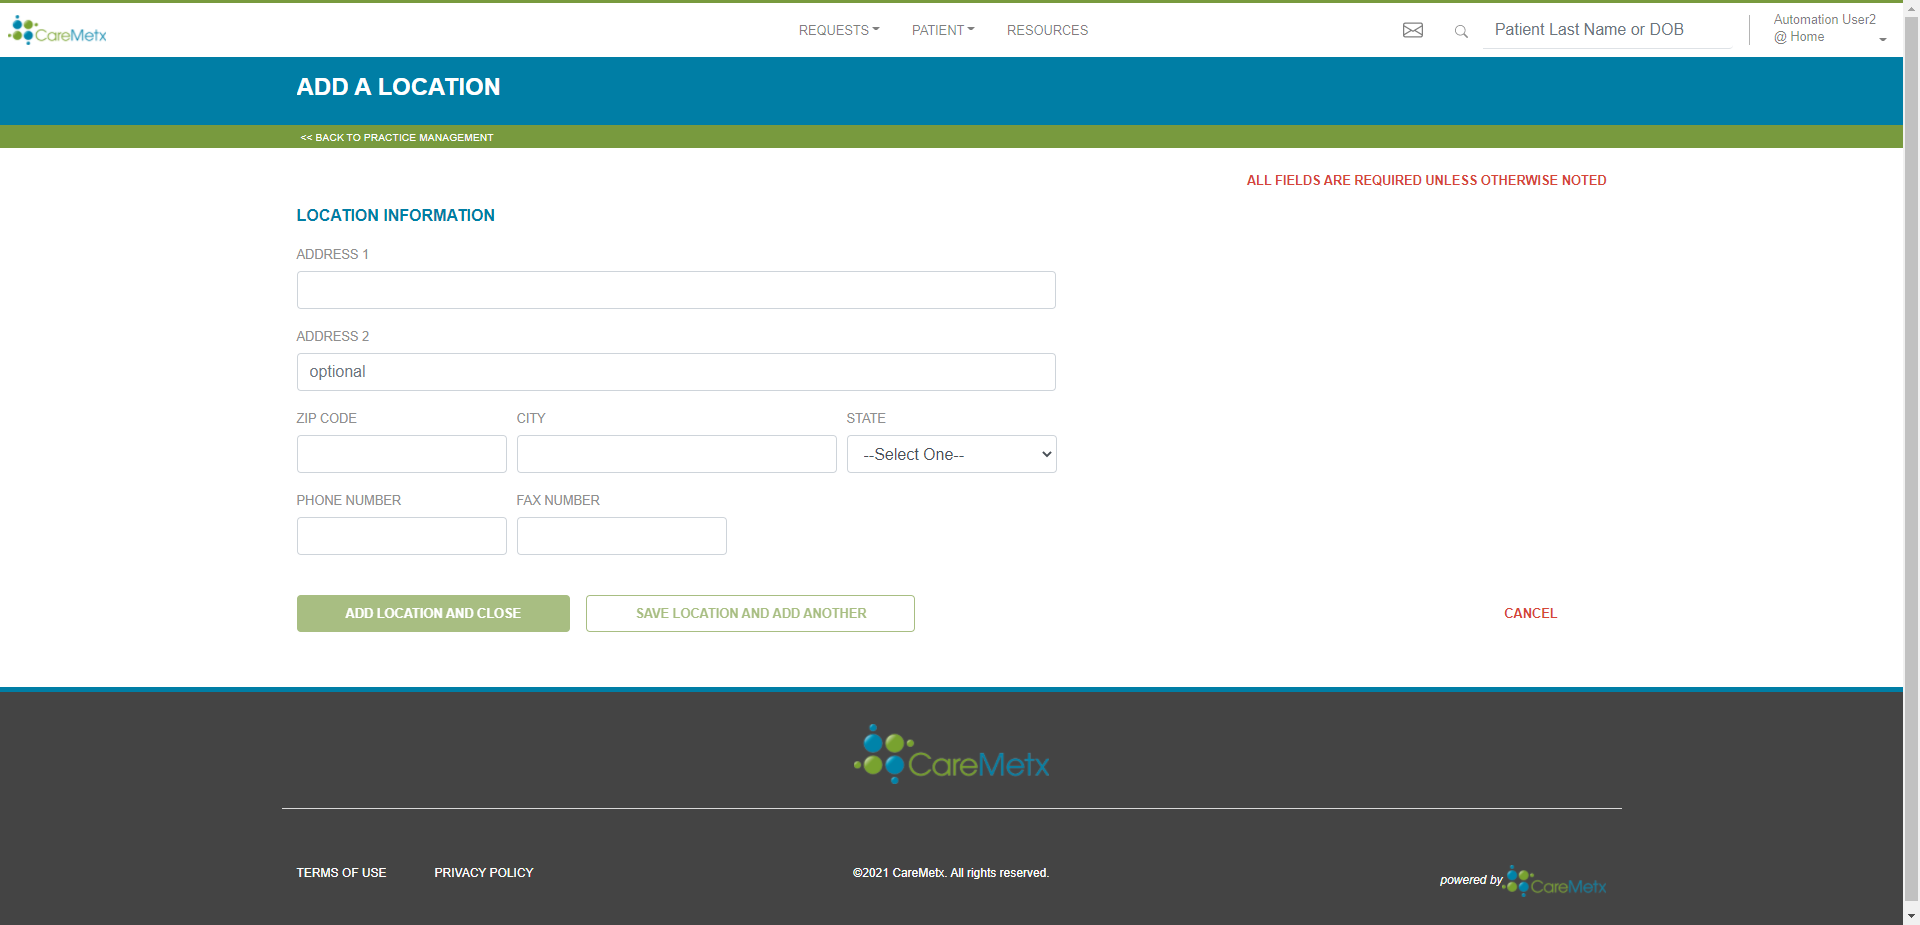 CareMetx
REQUESTS PATIENT RESOURCES
Patient Last Name or DOB
Automation User2
@ Home
ADD A LOCATION
<< BACK TO PRACTICE MANAGEMENT
ALL FIELDS ARE REQUIRED UNLESS OTHERWISE NOTED
LOCATION INFORMATION
ADDRESS 1
ADDRESS 2
optional
ZIP CODE CITY STATE
--Select One--
PHONE NUMBER FAX NUMBER
ADD LOCATION AND CLOSE SAVE LOCATION AND ADD ANOTHER CANCEL
CareMetx
TERMS OF USE PRIVACY POLICY ©2021 CareMetx. All rights reserved.
powered by CareMetx